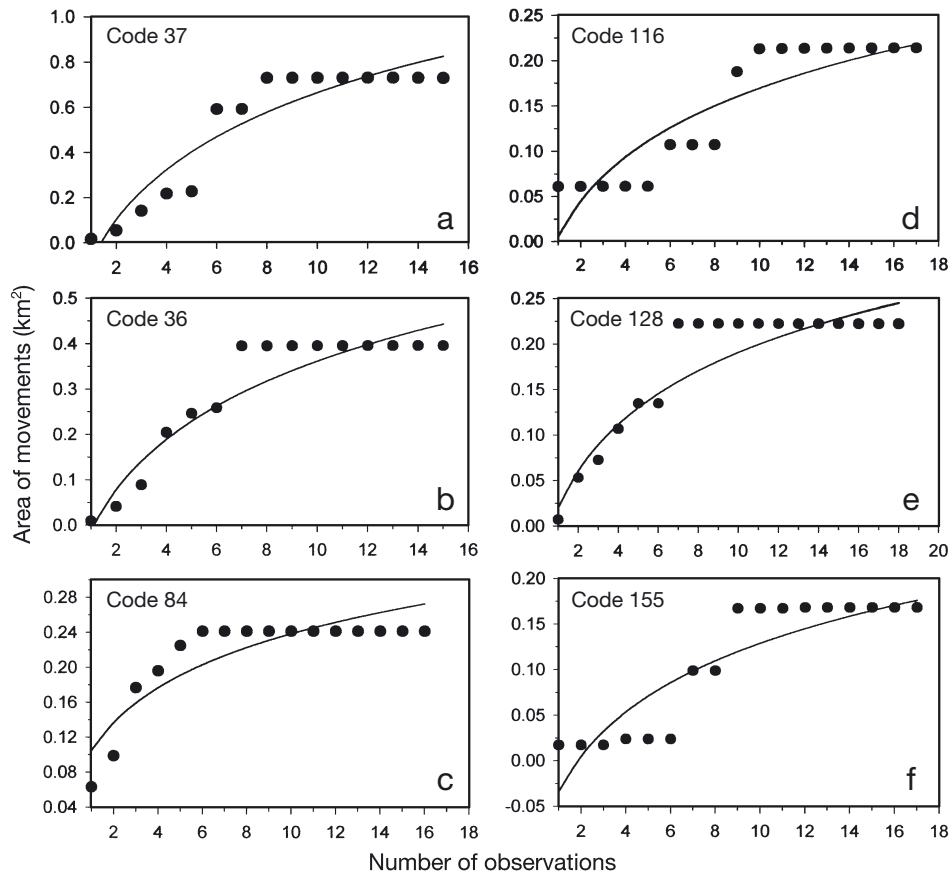 Area of movements (km²)
Code 37
1.0
0.8
0.6
0.4
0.2
0.0
a
2 4 6 8 10 12 14 16
Code 116
0.25
0.20
0.15
0.10
0.05
0.00
d
2 4 6 8 10 12 14 16 18
Code 36
0.5
0.4
0.3
0.2
0.1
0.0
b
2 4 6 8 10 12 14 16
Code 128
0.25
0.20
0.15
0.10
0.05
0.00
e
2 4 6 8 10 12 14 16 18 20
Code 84
0.28
0.24
0.20
0.16
0.12
0.08
0.04
c
2 4 6 8 10 12 14 16 18
Code 155
0.20
0.15
0.10
0.05
0.00
-0.05
f
2 4 6 8 10 12 14 16 18
Number of observations